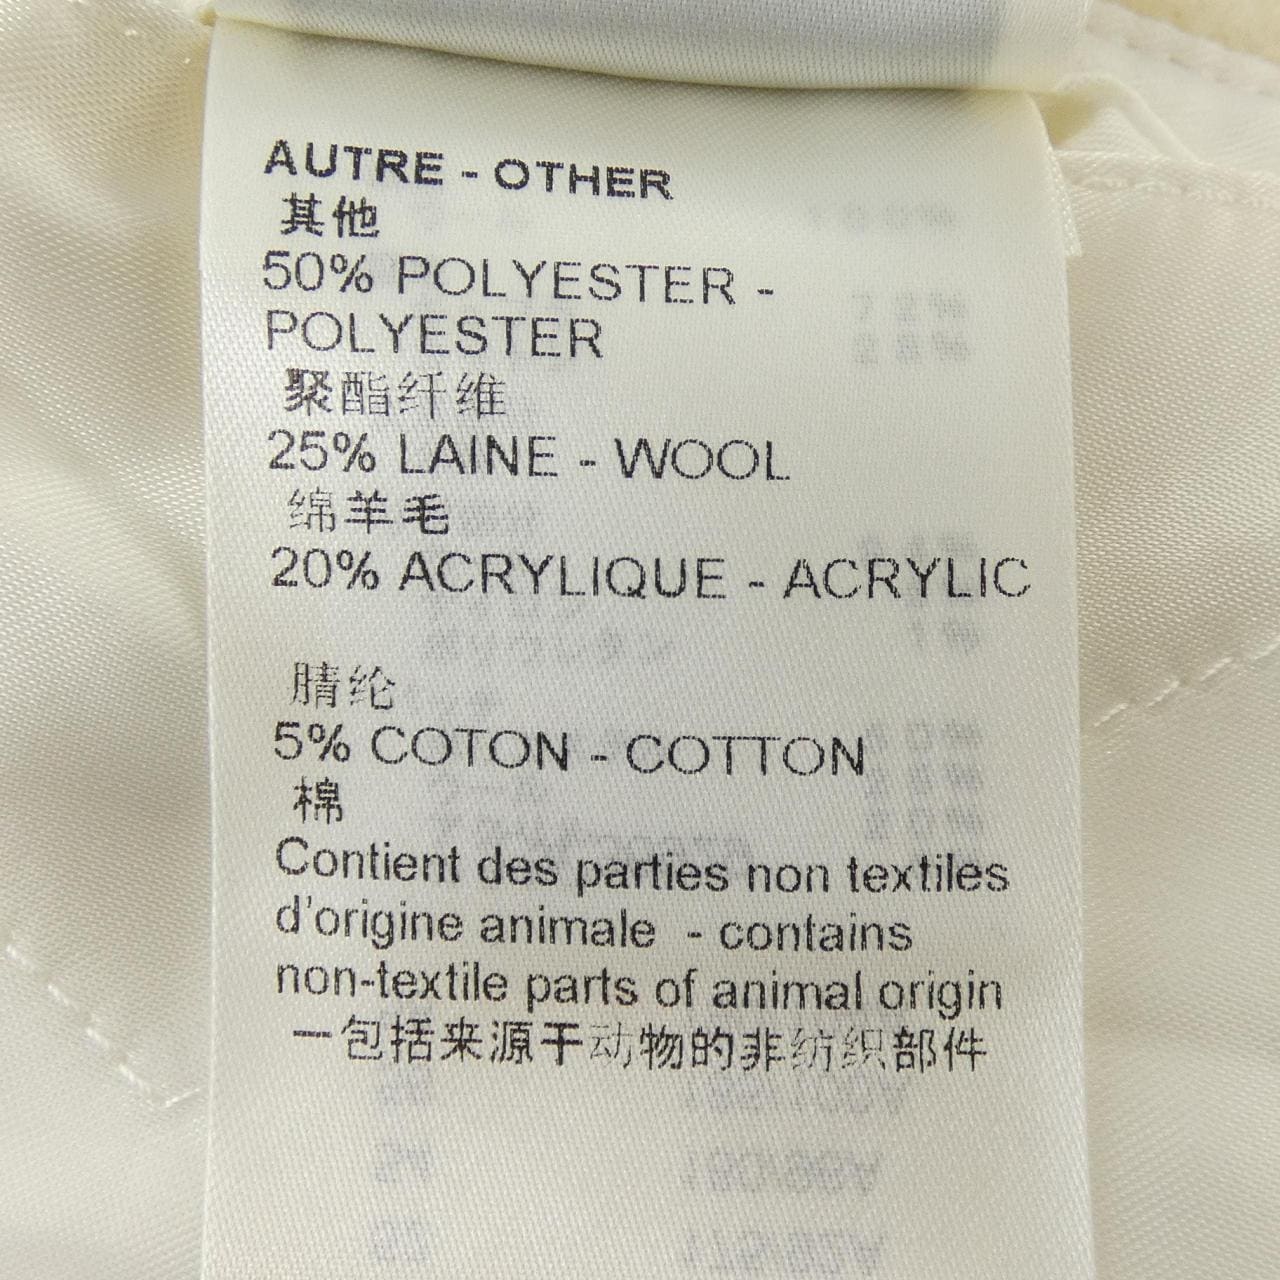 AUTRE - OTHER
其他
50% POLYESTER -
POLYESTER
聚酯纤维
25% LAINE - WOOL
绵羊毛
20% ACRYLIQUE - ACRYLIC
腈纶
5% COTON - COTTON
棉
Contient des parties non textiles
d'origine animale - contains
non-textile parts of animal origin
一包括来源于动物的非纺织部件